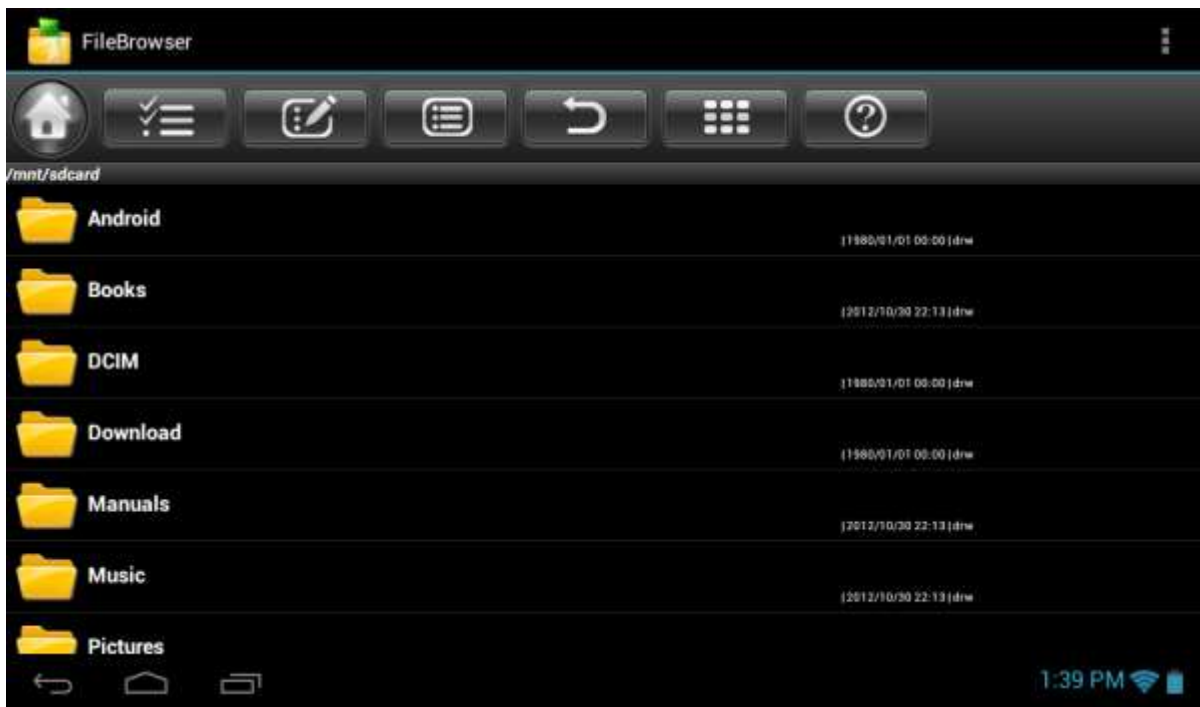 FileBrowser
/mnt/sdcard
Android
|1980/01/01 00:00|drw
Books
|2012/10/30 22:13|drw
DCIM
|1980/01/01 00:00|drw
Download
|1980/01/01 00:00|drw
Manuals
|2012/10/30 22:13|drw
Music
|2012/10/30 22:13|drw
Pictures
1:39 PM